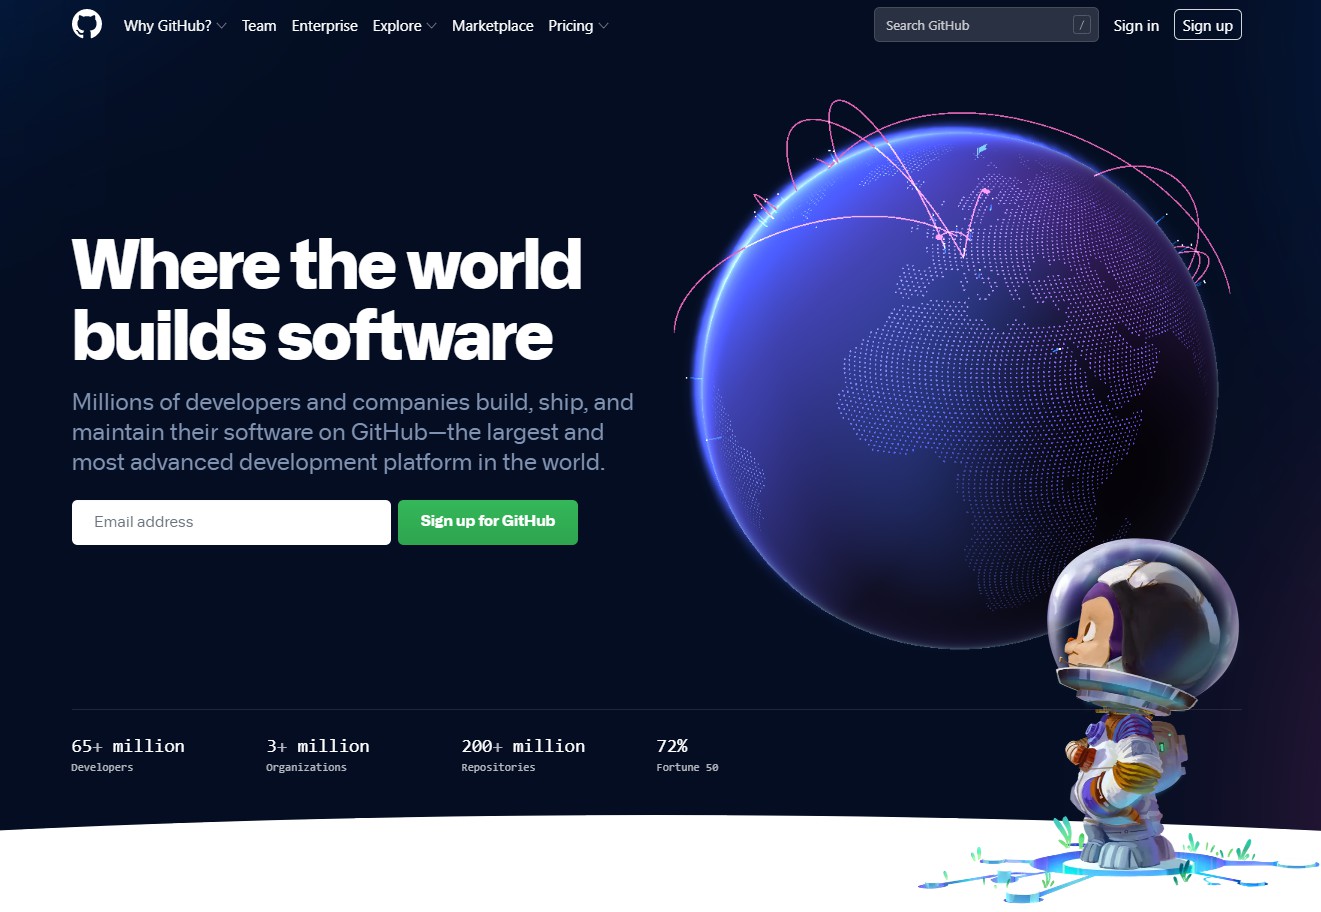 Why GitHub? Team Enterprise Explore Marketplace Pricing
Search GitHub /
Sign in
Sign up
Where the world
builds software
Millions of developers and companies build, ship, and
maintain their software on GitHub—the largest and
most advanced development platform in the world.
Email address
Sign up for GitHub
65+ million
Developers
3+ million
Organizations
200+ million
Repositories
72%
Fortune 50